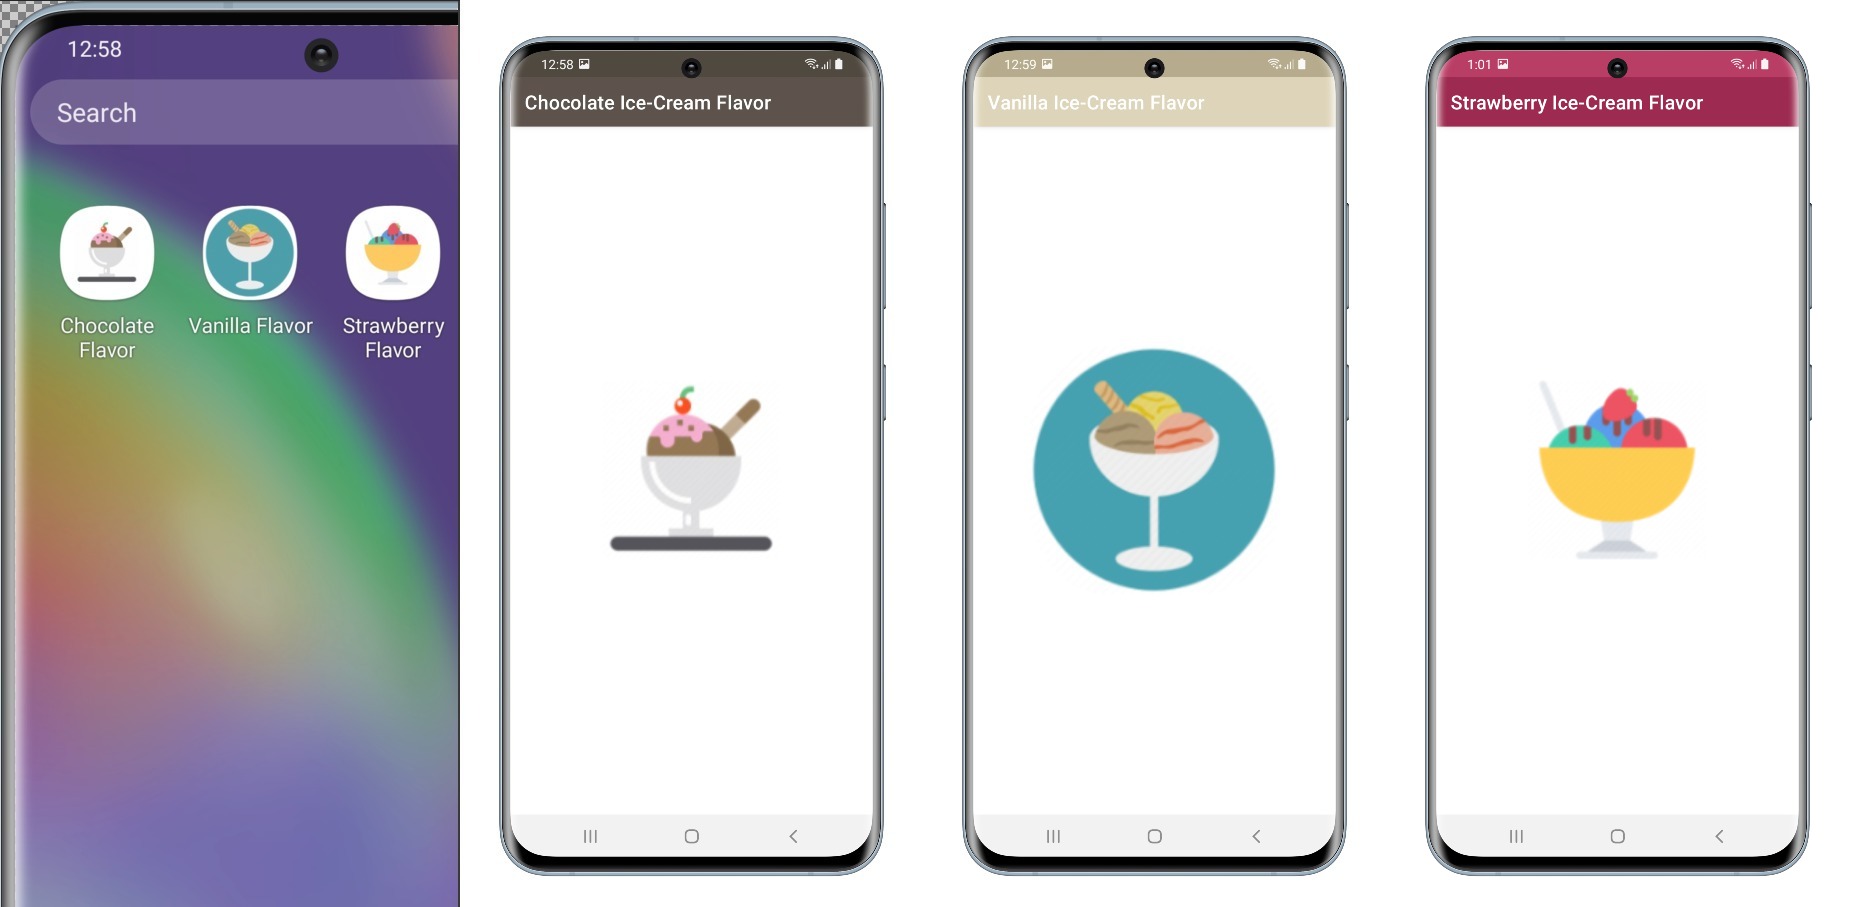 12:58
Search
Chocolate
Flavor
Vanilla Flavor
Strawberry
Flavor
12:58
Chocolate Ice-Cream Flavor
12:59
Vanilla Ice-Cream Flavor
1:01
Strawberry Ice-Cream Flavor